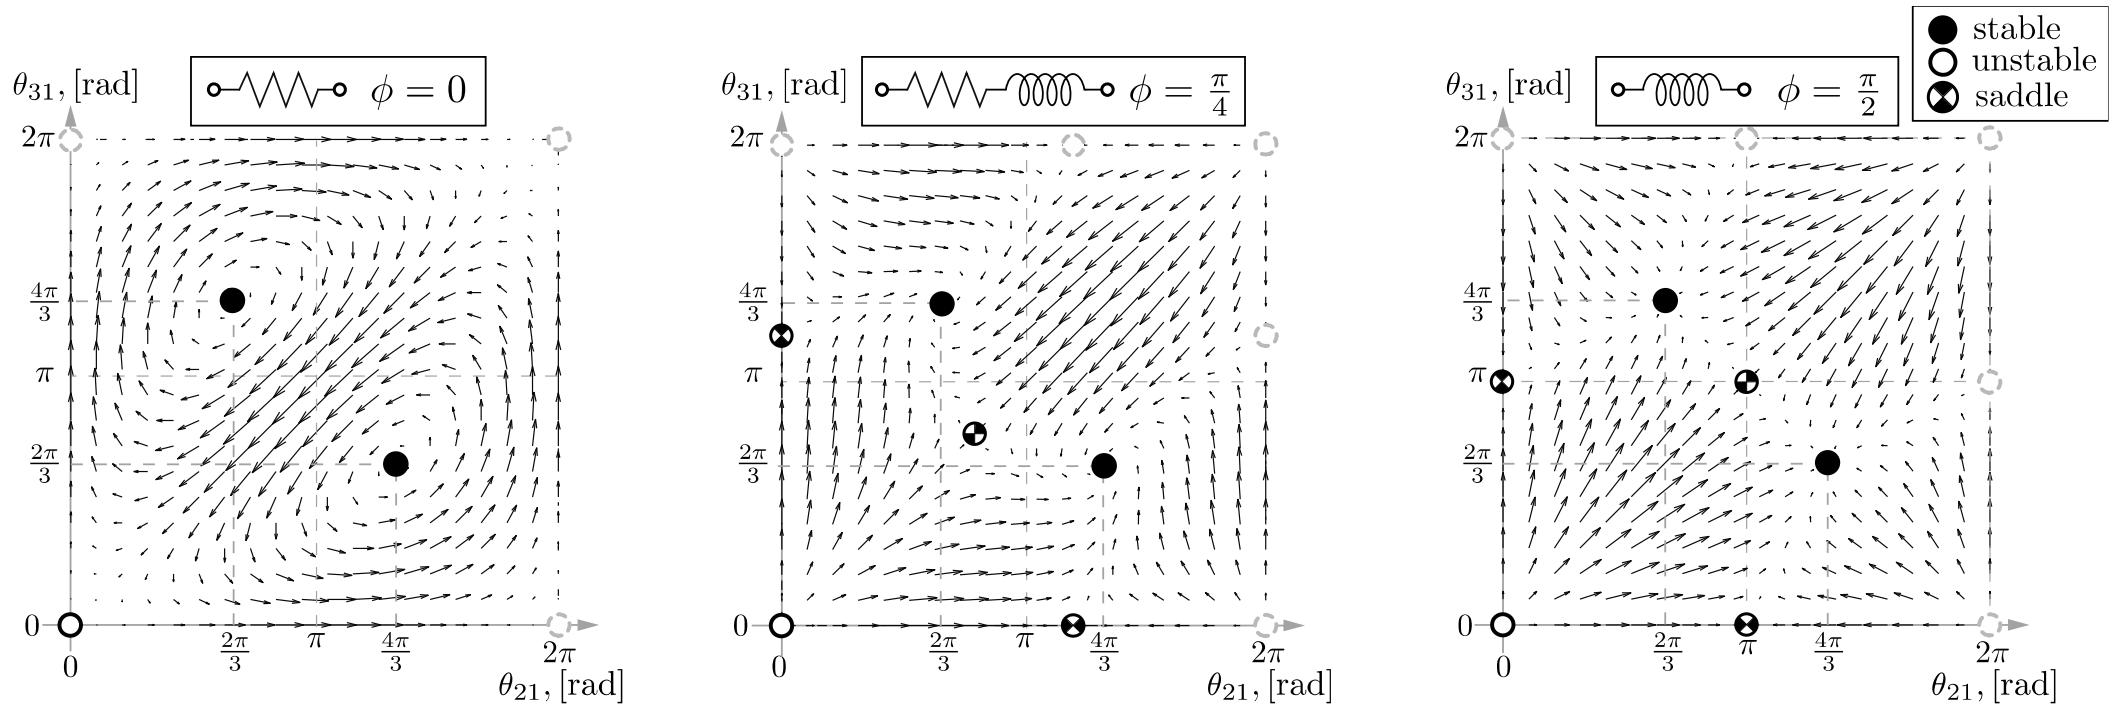 θ31, [rad]
ϕ = 0
2π
4π/3
π
2π/3
0
0
2π/3
π
4π/3
2π
θ21, [rad]
θ31, [rad]
ϕ = π/4
2π
4π/3
π
2π/3
0
0
2π/3
π
4π/3
2π
θ21, [rad]
θ31, [rad]
ϕ = π/2
stable
unstable
saddle
2π
4π/3
π
2π/3
0
0
2π/3
π
4π/3
2π
θ21, [rad]